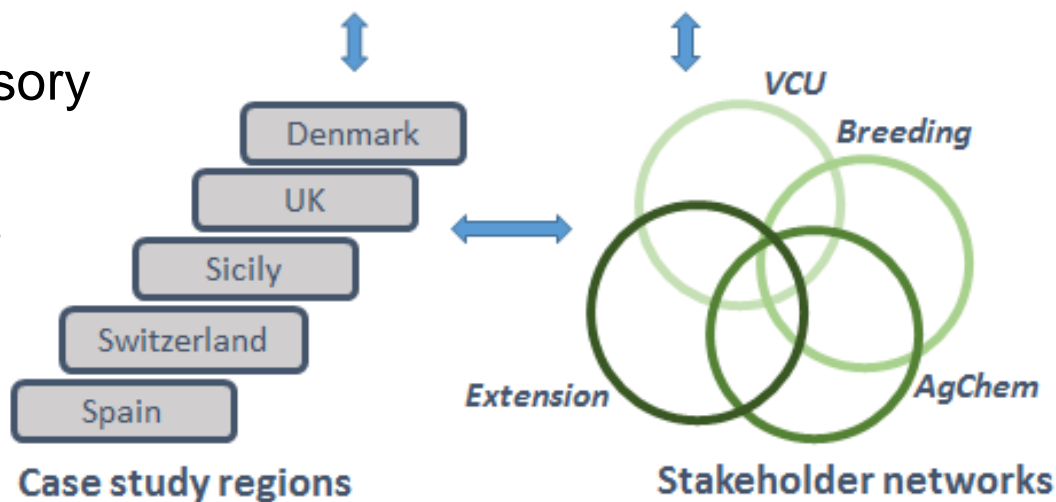 sory
Denmark
UK
Sicily
Switzerland
Spain
Case study regions
VCU
Breeding
Extension
AgChem
Stakeholder networks